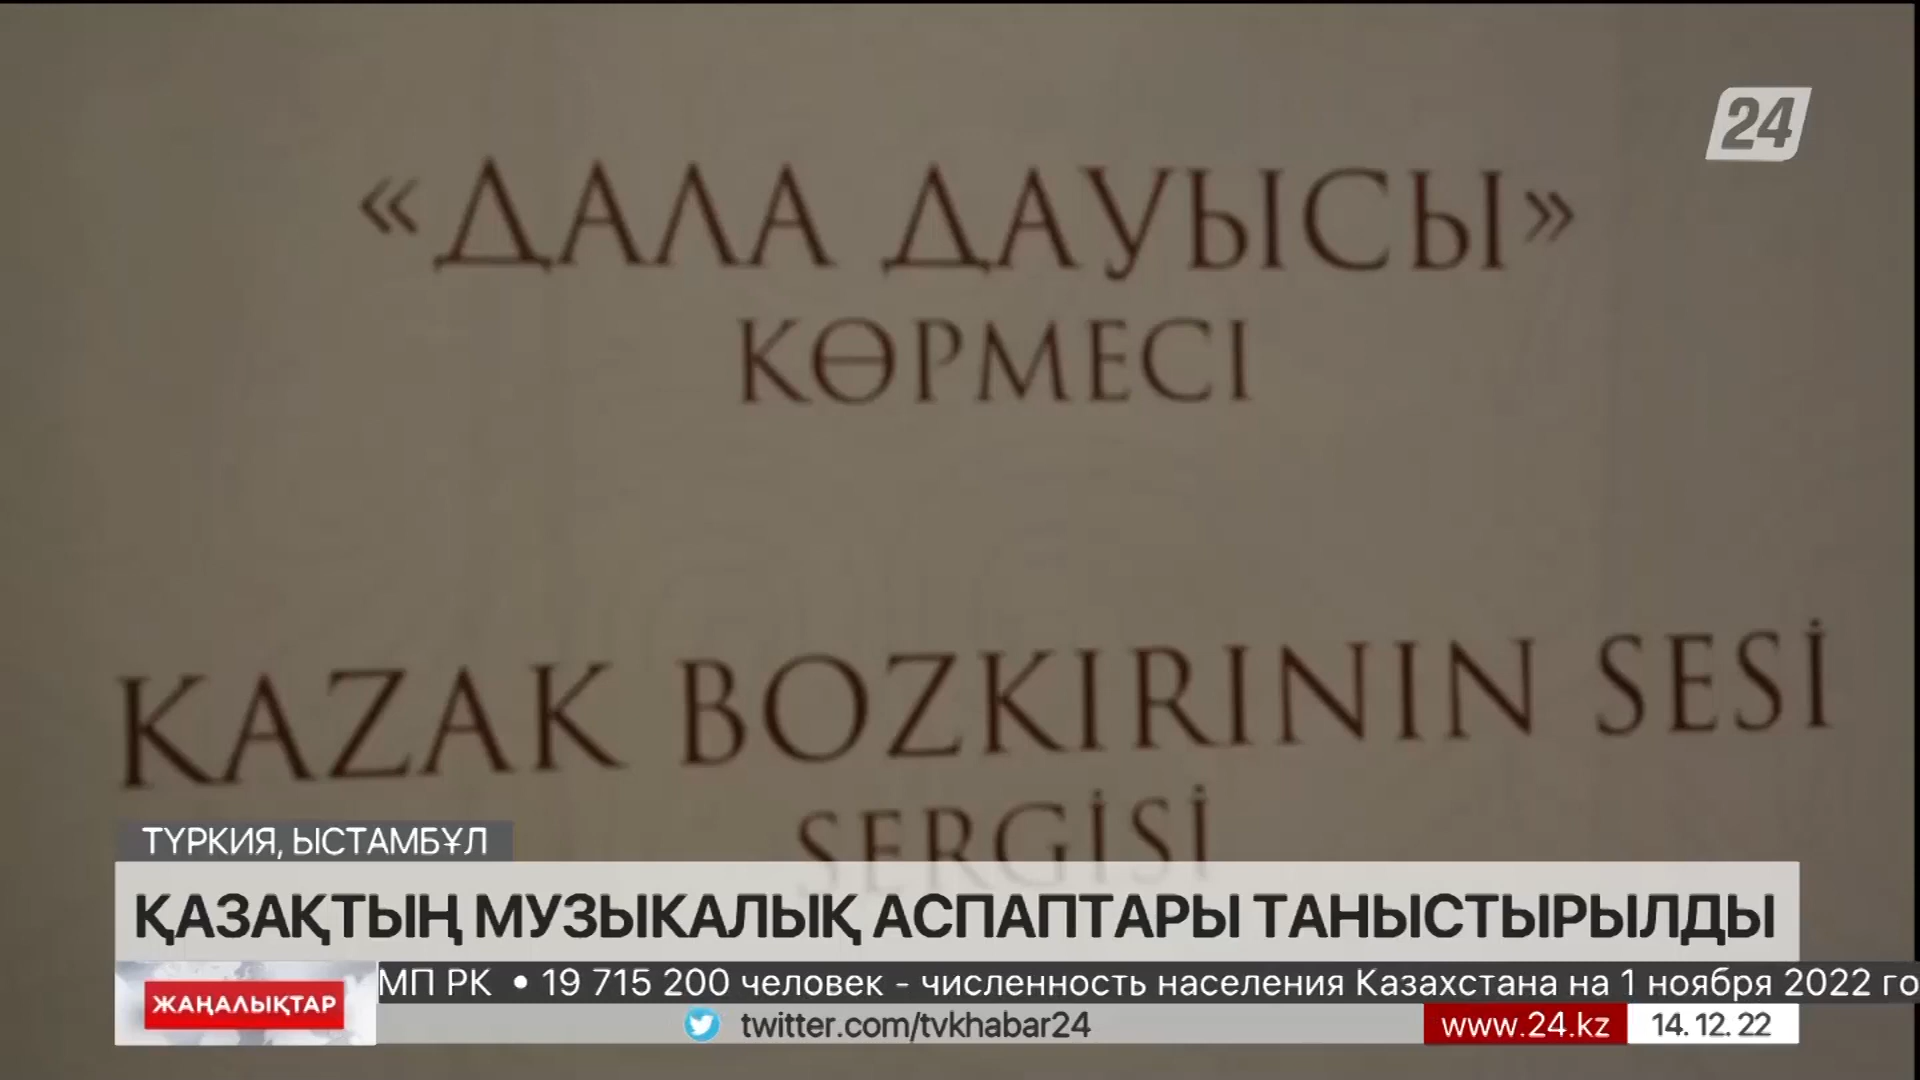 24
«ДАЛА ДАУЫСЫ»
КӨРМЕСІ
KAZAK BOZKIRININ SESİ
SERGİSİ
ТҮРКИЯ, ЫСТАМБҰЛ
ҚАЗАҚТЫҢ МУЗЫКАЛЫҚ АСПАПТАРЫ ТАНЫСТЫРЫЛДЫ
ЖАҢАЛЫҚТАР
МП РК • 19 715 200 человек - численность населения Казахстана на 1 ноября 2022 го
twitter.com/tvkhabar24
www.24.kz
14.12.22